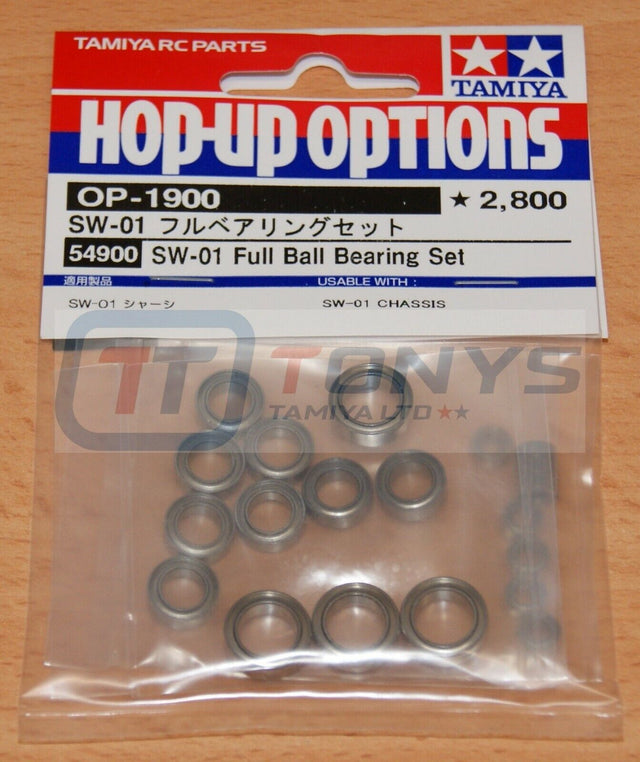 TAMIYA RC PARTS
TAMIYA
HOP-UP OPTIONS
OP-1900 ★ 2,800
SW-01 フルベアリングセット
54900 SW-01 Full Ball Bearing Set
適用製品 USABLE WITH :
SW-01 シャーシ SW-01 CHASSIS
TT TONYS
TAMIYA LTD ★★